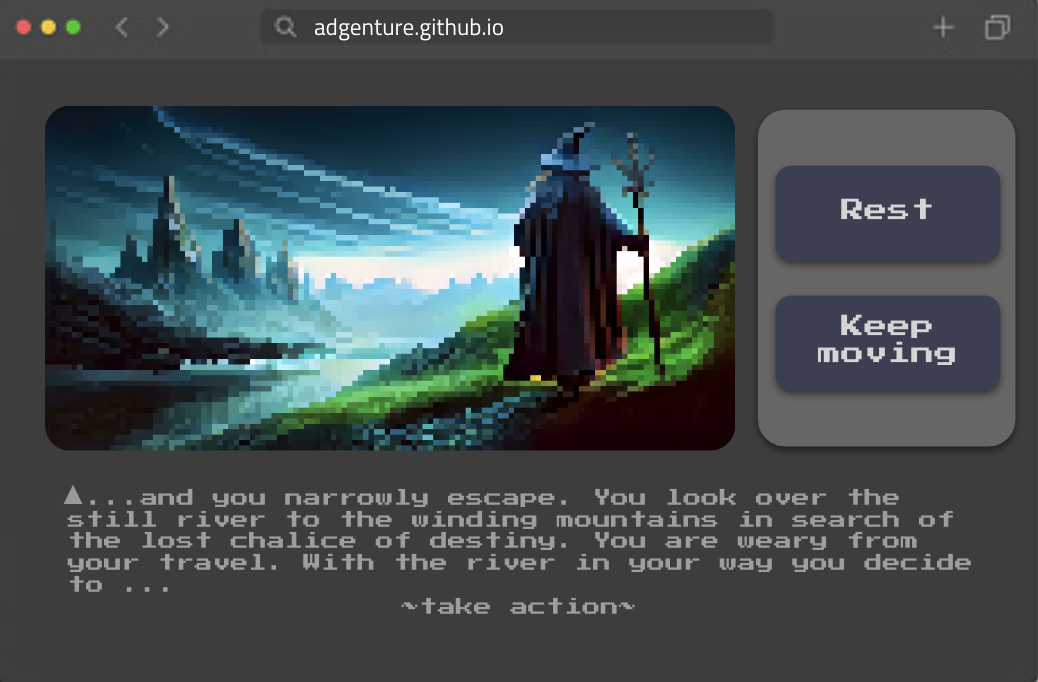 adgenture.github.io
Rest
Keep
moving
▲...and you narrowly escape. You look over the
still river to the winding mountains in search of
the lost chalice of destiny. You are weary from
your travel. With the river in your way you decide
to ...
~take action~